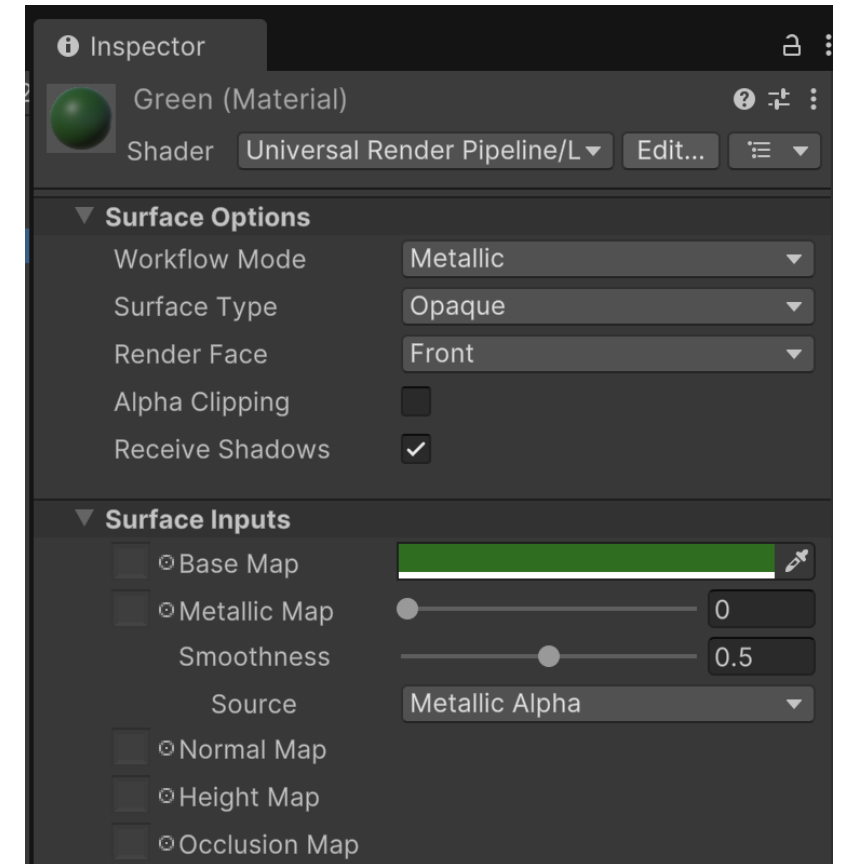 Inspector
Green (Material)
Shader Universal Render Pipeline/L Edit...
Surface Options
Workflow Mode Metallic
Surface Type Opaque
Render Face Front
Alpha Clipping
Receive Shadows
Surface Inputs
Base Map
Metallic Map 0
Smoothness 0.5
Source Metallic Alpha
Normal Map
Height Map
Occlusion Map